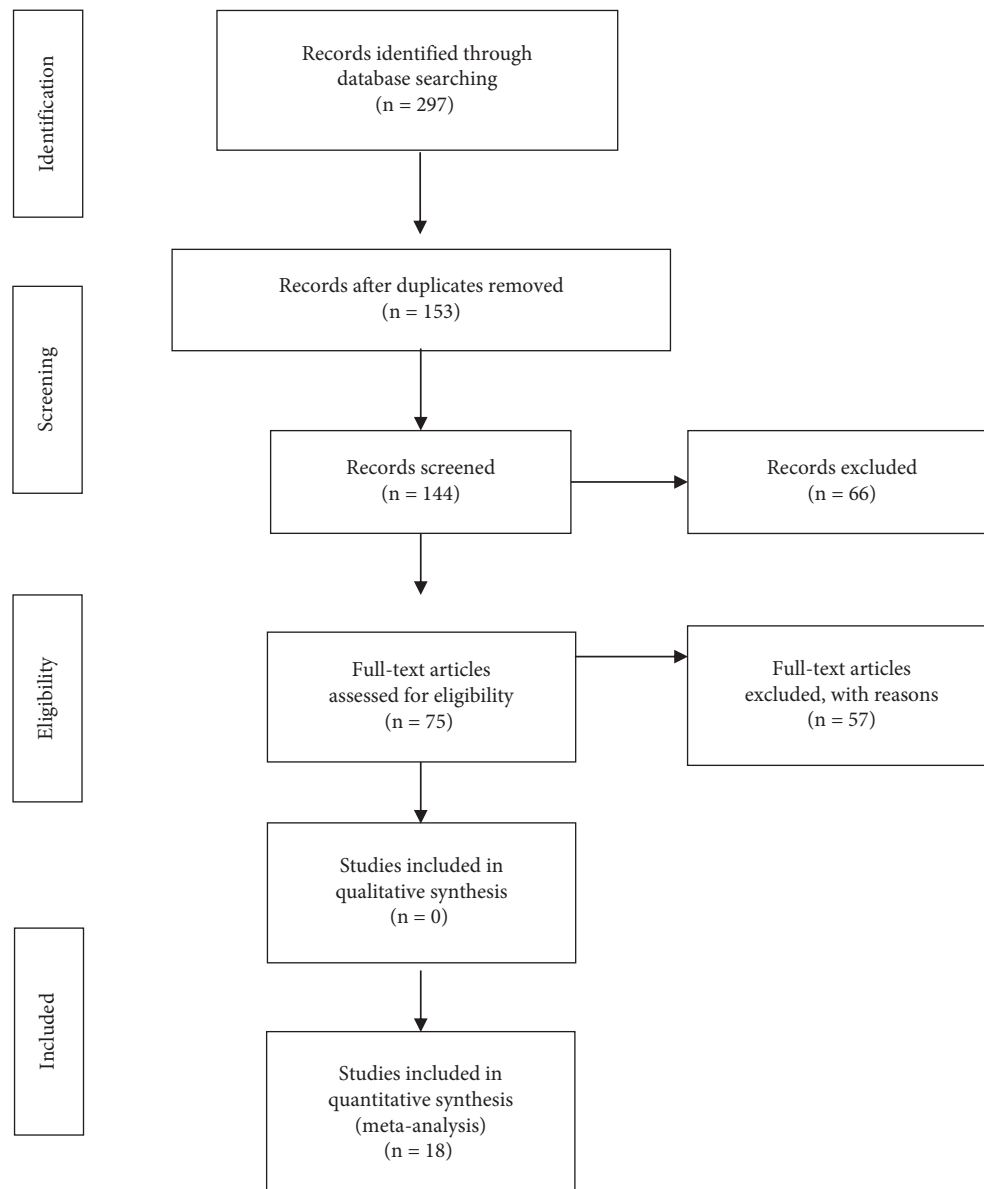 Identification
Records identified through
database searching
(n = 297)
Screening
Records after duplicates removed
(n = 153)
Records screened
(n = 144)
Records excluded
(n = 66)
Eligibility
Full-text articles
assessed for eligibility
(n = 75)
Full-text articles
excluded, with reasons
(n = 57)
Studies included in
qualitative synthesis
(n = 0)
Included
Studies included in
quantitative synthesis
(meta-analysis)
(n = 18)